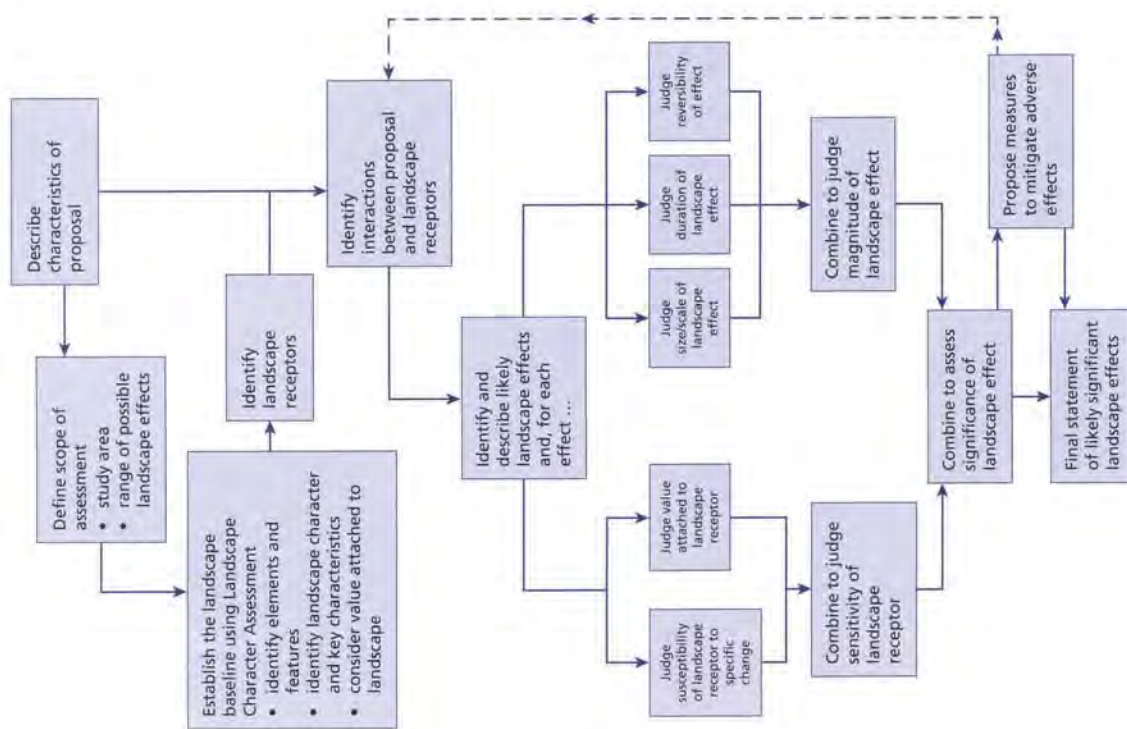 Describe
characteristics of
proposal
Define scope of
assessment
• study area
• range of possible
landscape effects
Establish the landscape
baseline using Landscape
Character Assessment
• identify elements and
features
• identify landscape character
and key characteristics
• consider value attached to
landscape
Identify
landscape
receptors
Identify
interactions
between proposal
and landscape
receptors
Identify and
describe likely
landscape effects
and, for each
effect ...
Judge
susceptibility
of landscape
receptor to
specific
change
Judge value
attached to
landscape
receptor
Judge
size/scale of
landscape
effect
Judge
duration of
landscape
effect
Judge
reversibility
of effect
Combine to judge
sensitivity of
landscape
receptor
Combine to judge
magnitude of
landscape effect
Combine to assess
significance of
landscape effect
Propose measures
to mitigate adverse
effects
Final statement
of likely significant
landscape effects